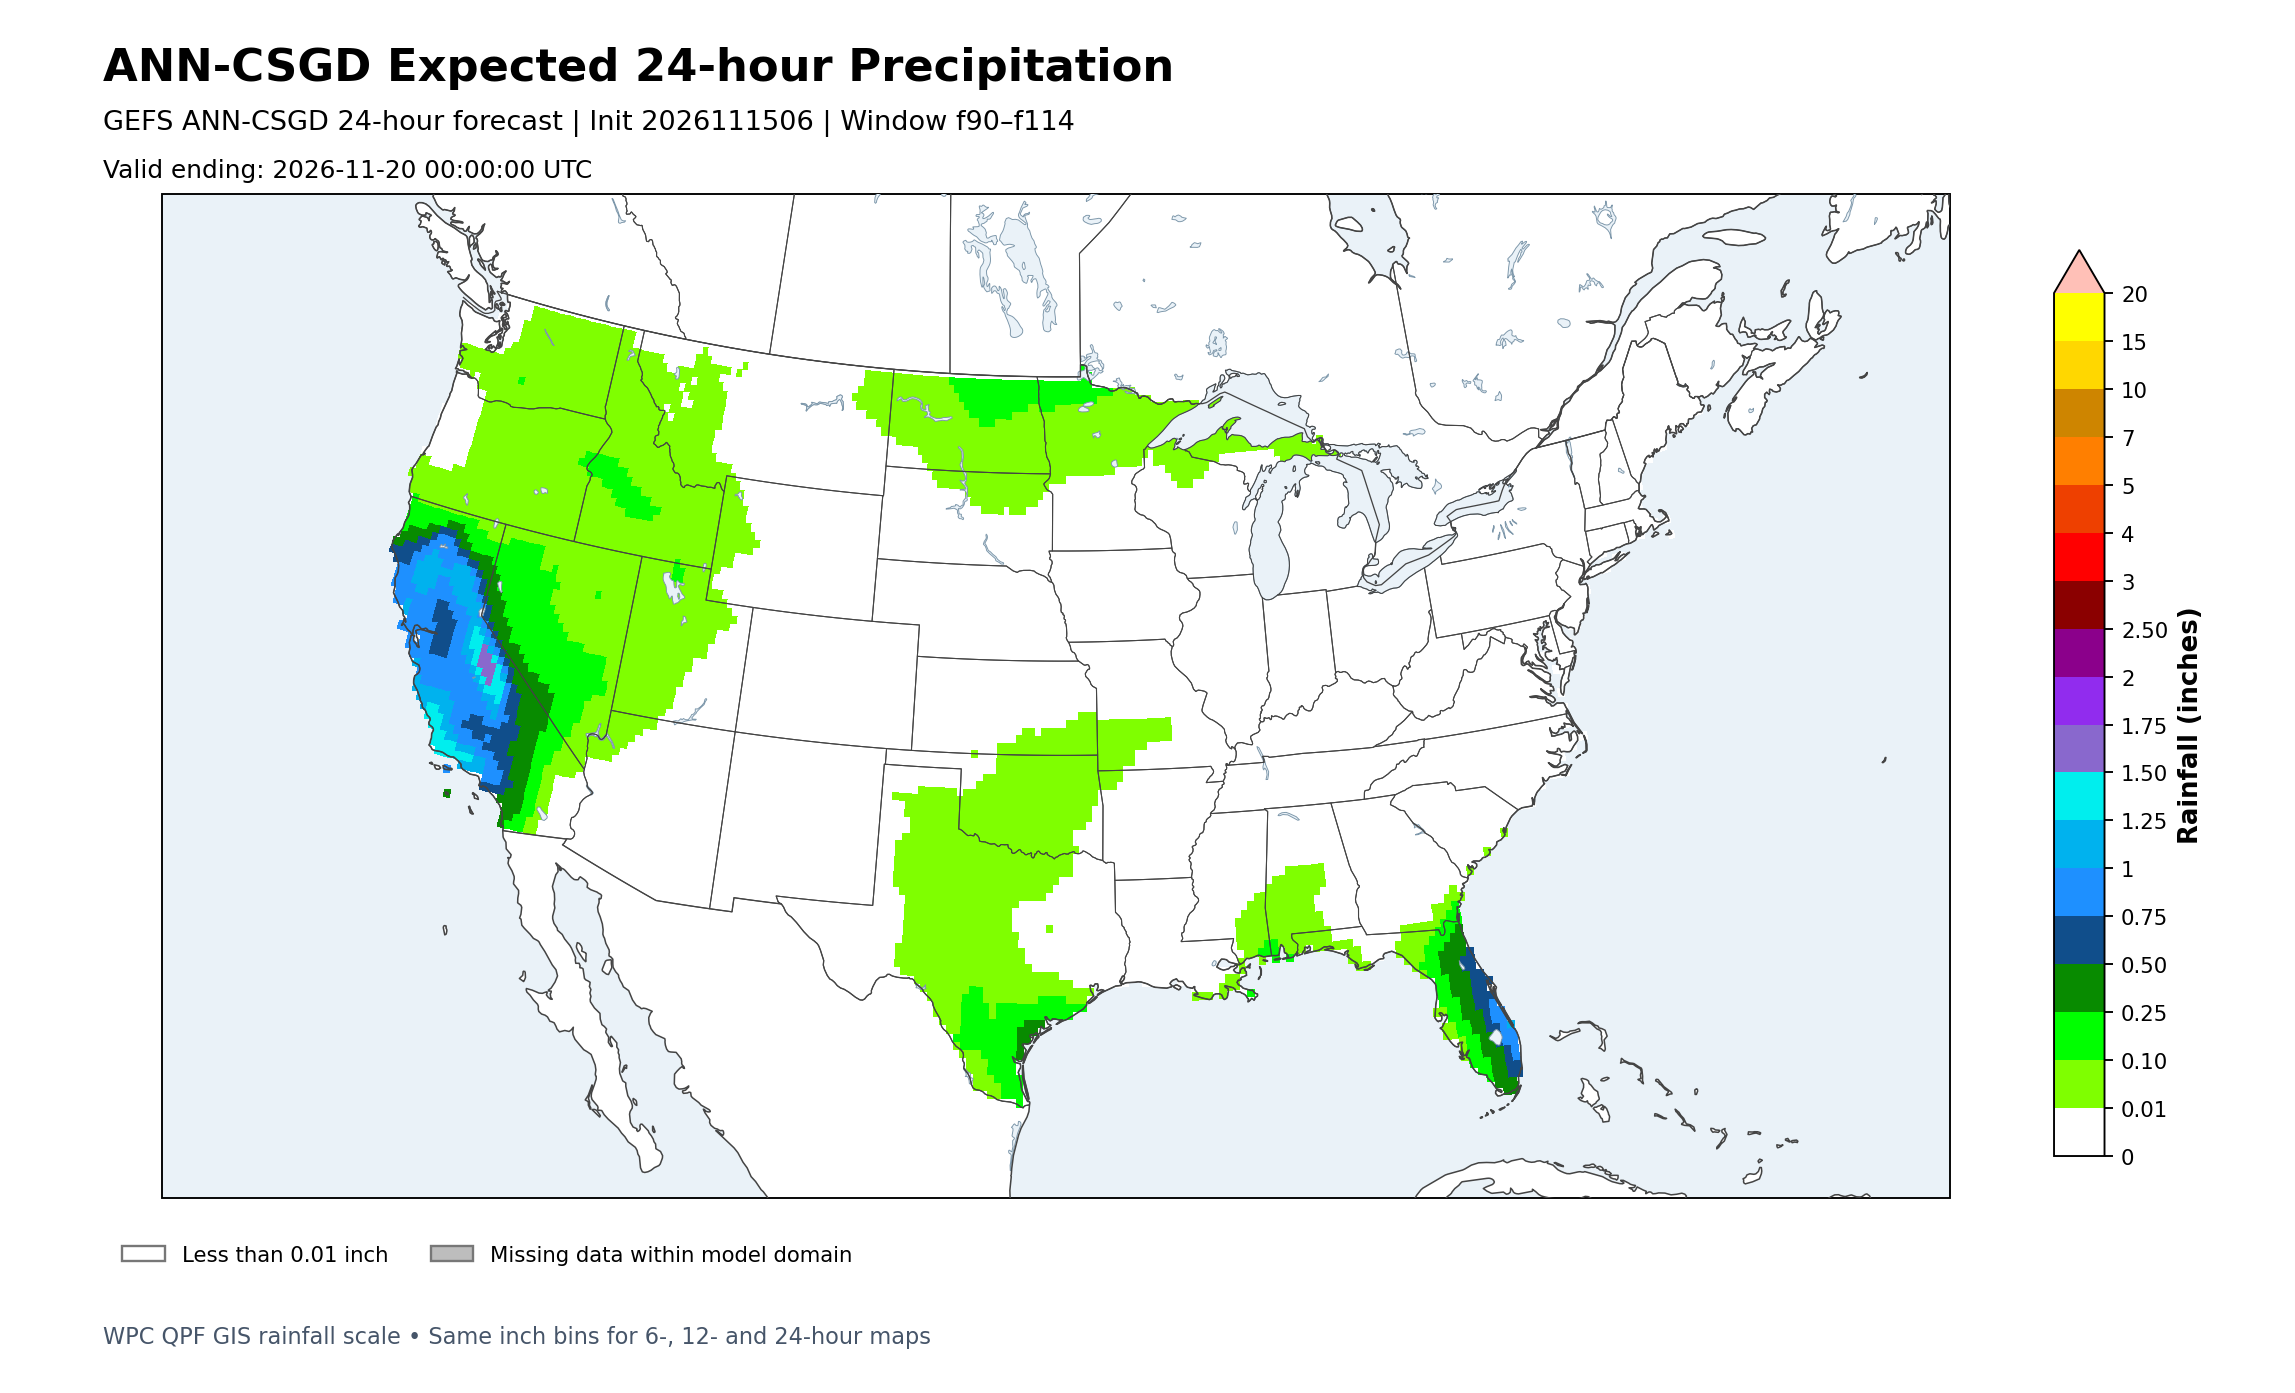 ANN-CSGD Expected 24-hour Precipitation
GEFS ANN-CSGD 24-hour forecast | Init 2026111506 | Window f90–f114
Valid ending: 2026-11-20 00:00:00 UTC
20
15
10
7
5
4
3
2.50
2
1.75
1.50
1.25
1
0.75
0.50
0.25
0.10
0.01
0
Rainfall (inches)
Less than 0.01 inch
Missing data within model domain
WPC QPF GIS rainfall scale • Same inch bins for 6-, 12- and 24-hour maps